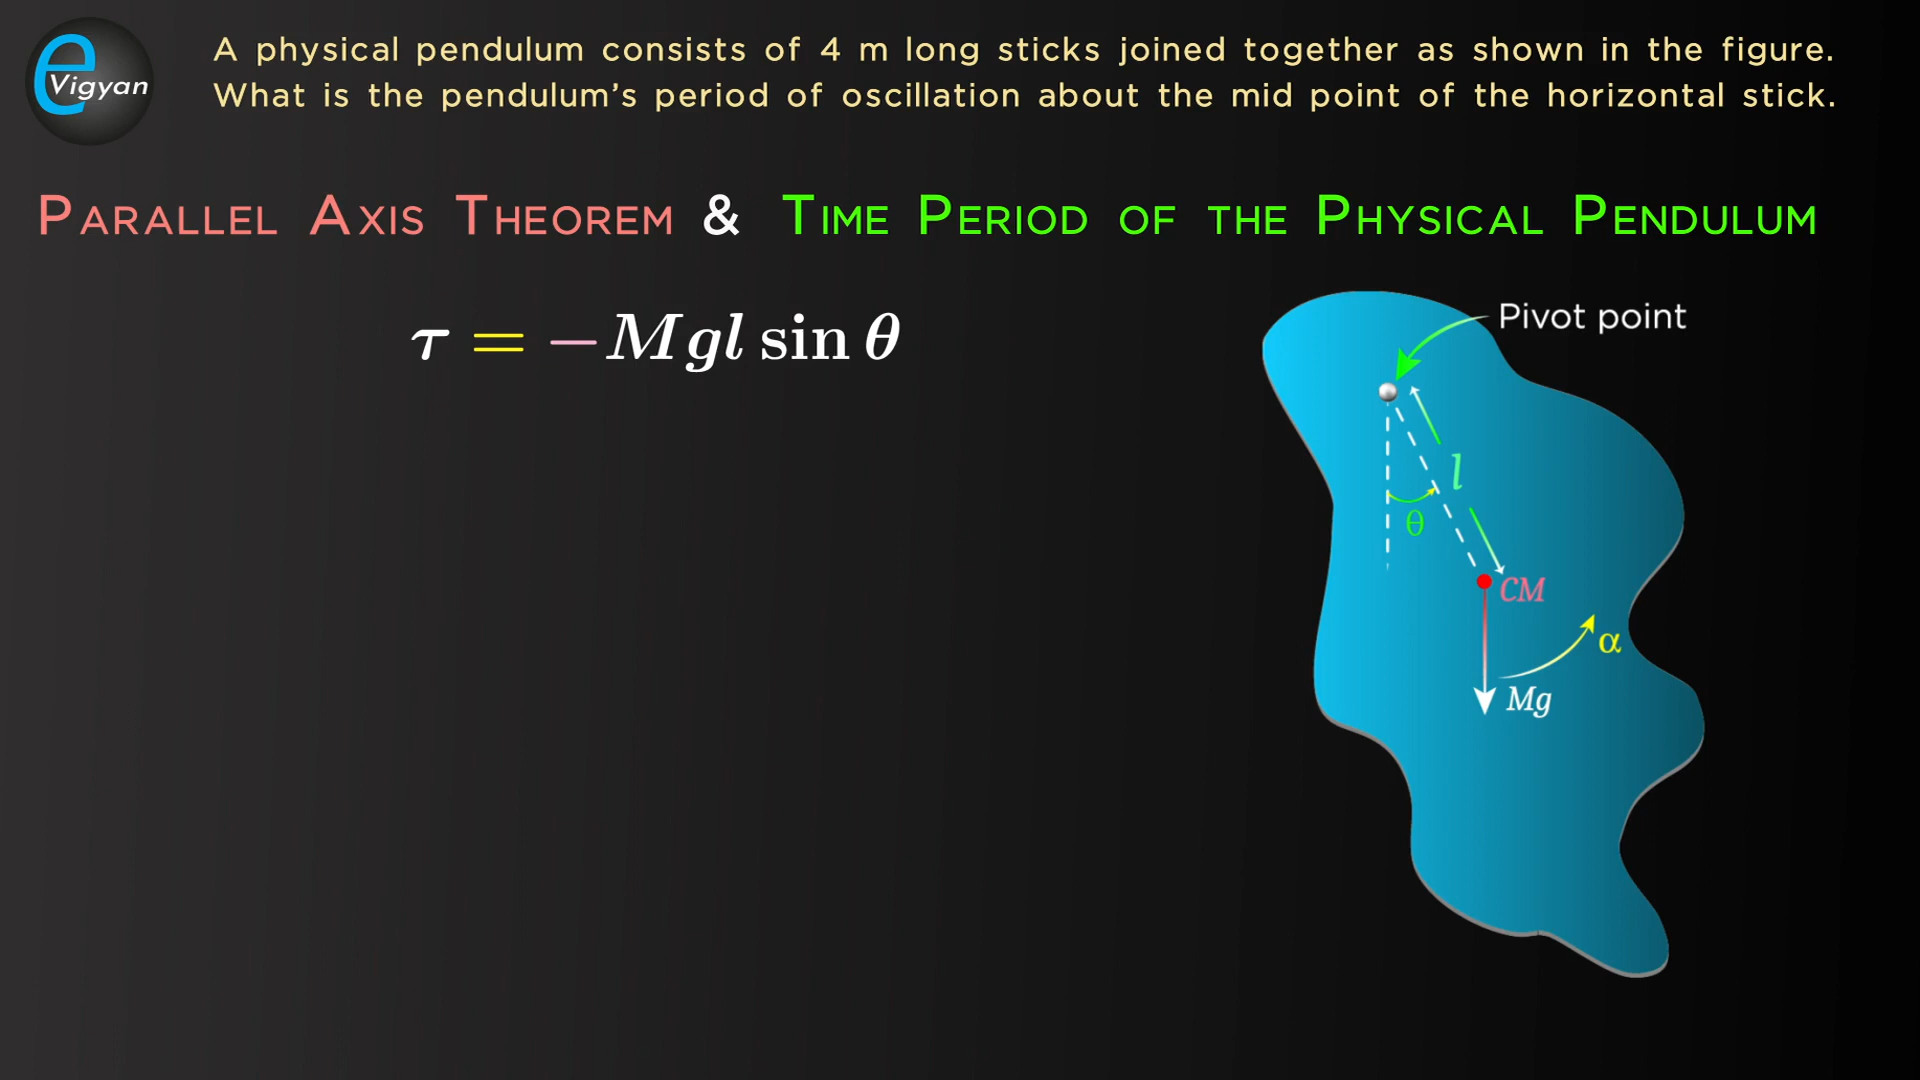 e
Vigyan
A physical pendulum consists of 4 m long sticks joined together as shown in the figure.
What is the pendulum’s period of oscillation about the mid point of the horizontal stick.
Parallel Axis Theorem & Time Period of the Physical Pendulum
τ = −Mgl sin θ
Pivot point
l
θ
CM
α
Mg